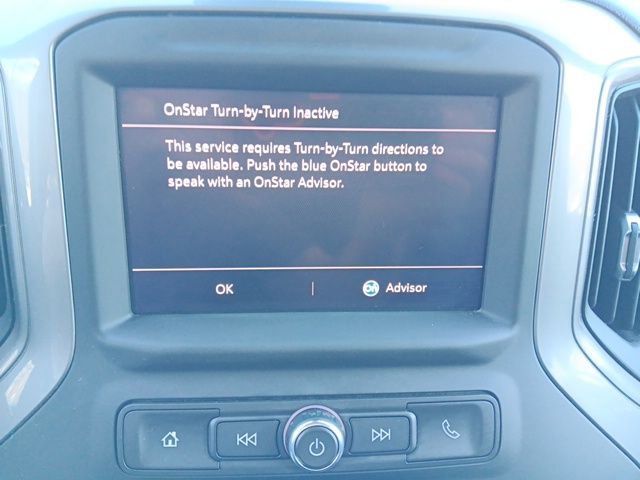 OnStar Turn-by-Turn Inactive
This service requires Turn-by-Turn directions to
be available. Push the blue OnStar button to
speak with an OnStar Advisor.
OK
On Advisor